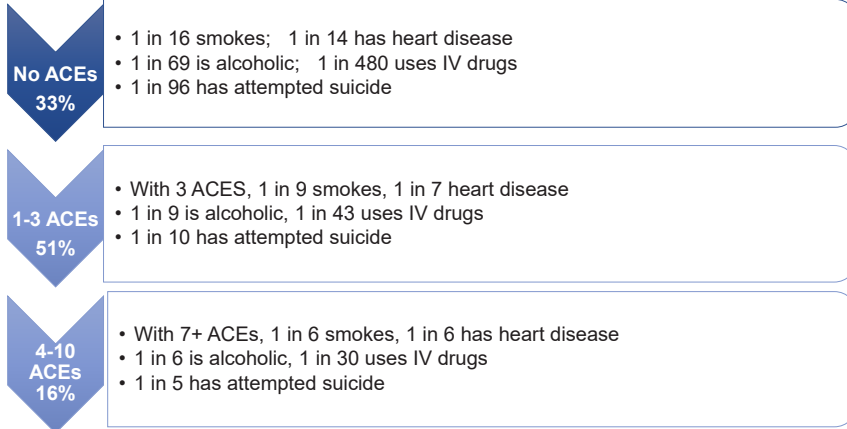 No ACEs
33%
• 1 in 16 smokes; 1 in 14 has heart disease
• 1 in 69 is alcoholic; 1 in 480 uses IV drugs
• 1 in 96 has attempted suicide
1-3 ACEs
51%
• With 3 ACES, 1 in 9 smokes, 1 in 7 heart disease
• 1 in 9 is alcoholic, 1 in 43 uses IV drugs
• 1 in 10 has attempted suicide
4-10
ACEs
16%
• With 7+ ACEs, 1 in 6 smokes, 1 in 6 has heart disease
• 1 in 6 is alcoholic, 1 in 30 uses IV drugs
• 1 in 5 has attempted suicide